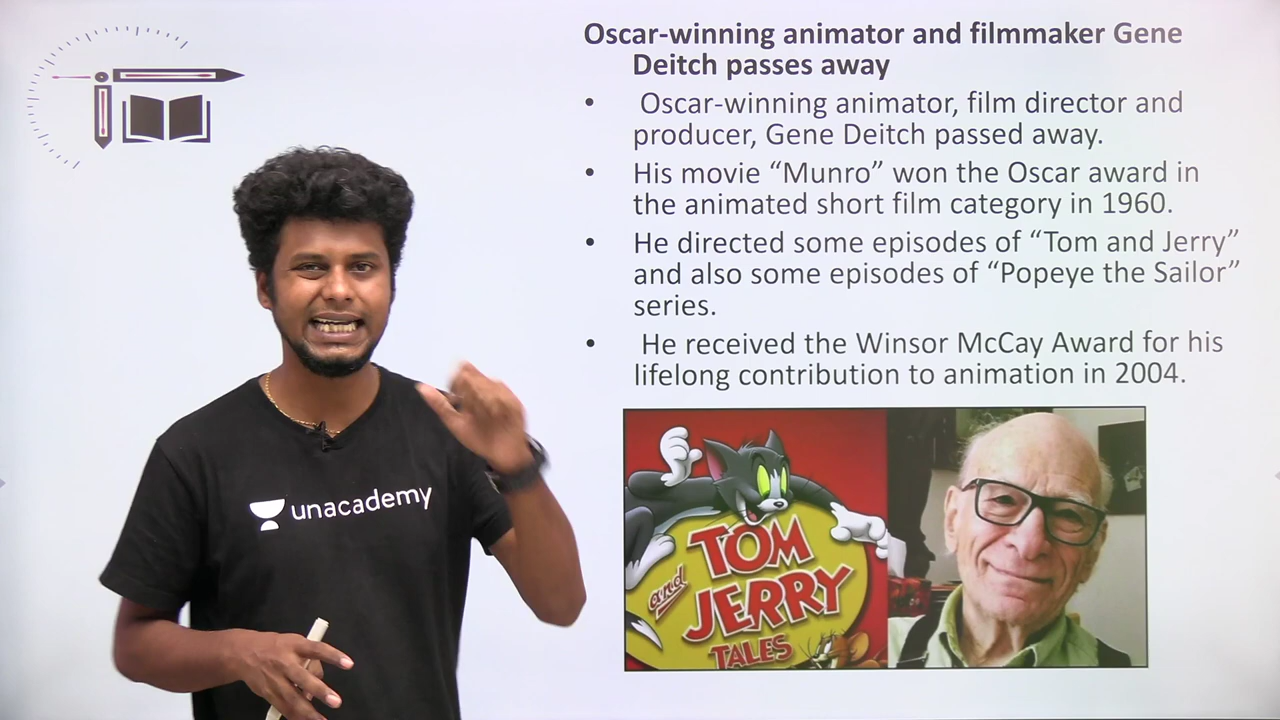 Oscar-winning animator and filmmaker Gene
Deitch passes away
• Oscar-winning animator, film director and
producer, Gene Deitch passed away.
• His movie “Munro” won the Oscar award in
the animated short film category in 1960.
• He directed some episodes of “Tom and Jerry”
and also some episodes of “Popeye the Sailor”
series.
• He received the Winsor McCay Award for his
lifelong contribution to animation in 2004.
unacademy
TOM
and
JERRY
TALES